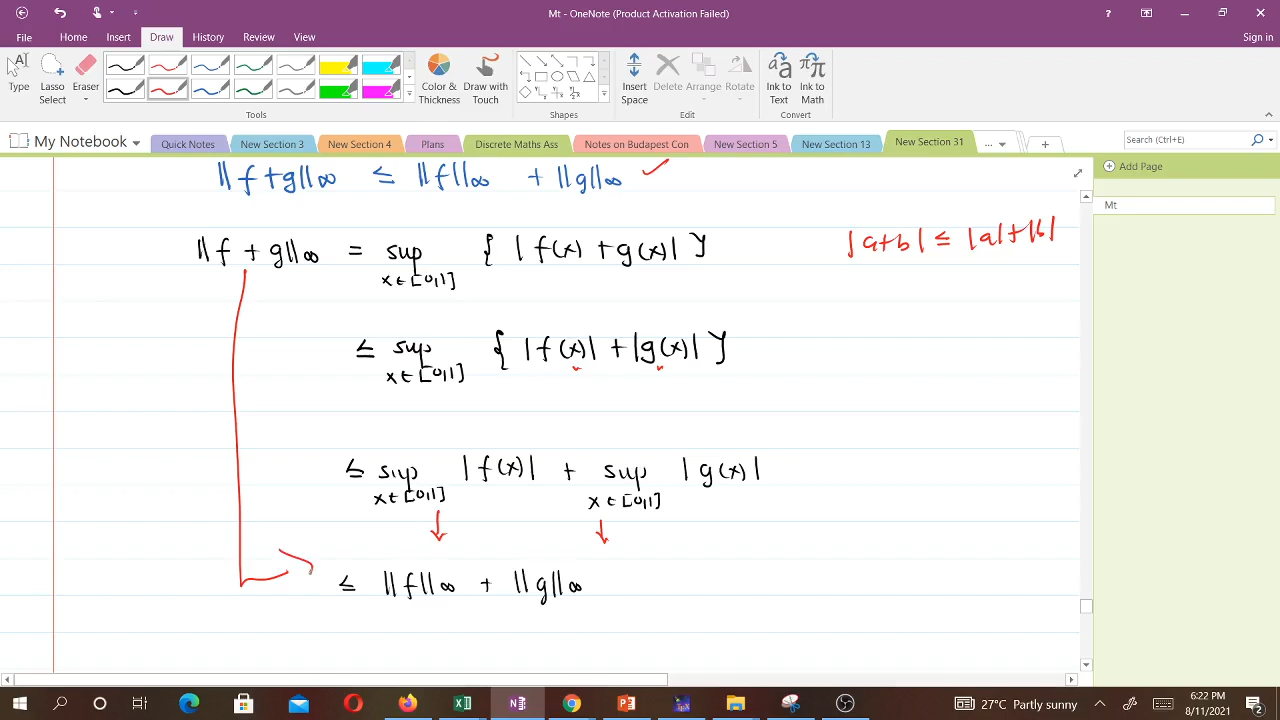 Mt - OneNote (Product Activation Failed)
File Home Insert Draw History Review View Sign in
Type Lasso Select Eraser Color & Thickness Draw with Touch Insert Space Delete Arrange Rotate Ink to Text Ink to Math
Tools Shapes Edit Convert
My Notebook Quick Notes New Section 3 New Section 4 Plans Discrete Maths Ass Notes on Budapest Con New Section 5 New Section 13 New Section 31 ... Search (Ctrl+E)
Add Page
Mt
||f+g||∞ ≤ ||f||∞ + ||g||∞ ✓
|a+b| ≤ |a|+|b|
||f + g||∞ = sup { |f(x) + g(x)| }
x∈[0,1]
≤ sup { |f(x)| + |g(x)| }
x∈[0,1]
≤ sup |f(x)| + sup |g(x)|
x∈[0,1] x∈[0,1]
≤ ||f||∞ + ||g||∞
27°C Partly sunny 6:22 PM
8/11/2021